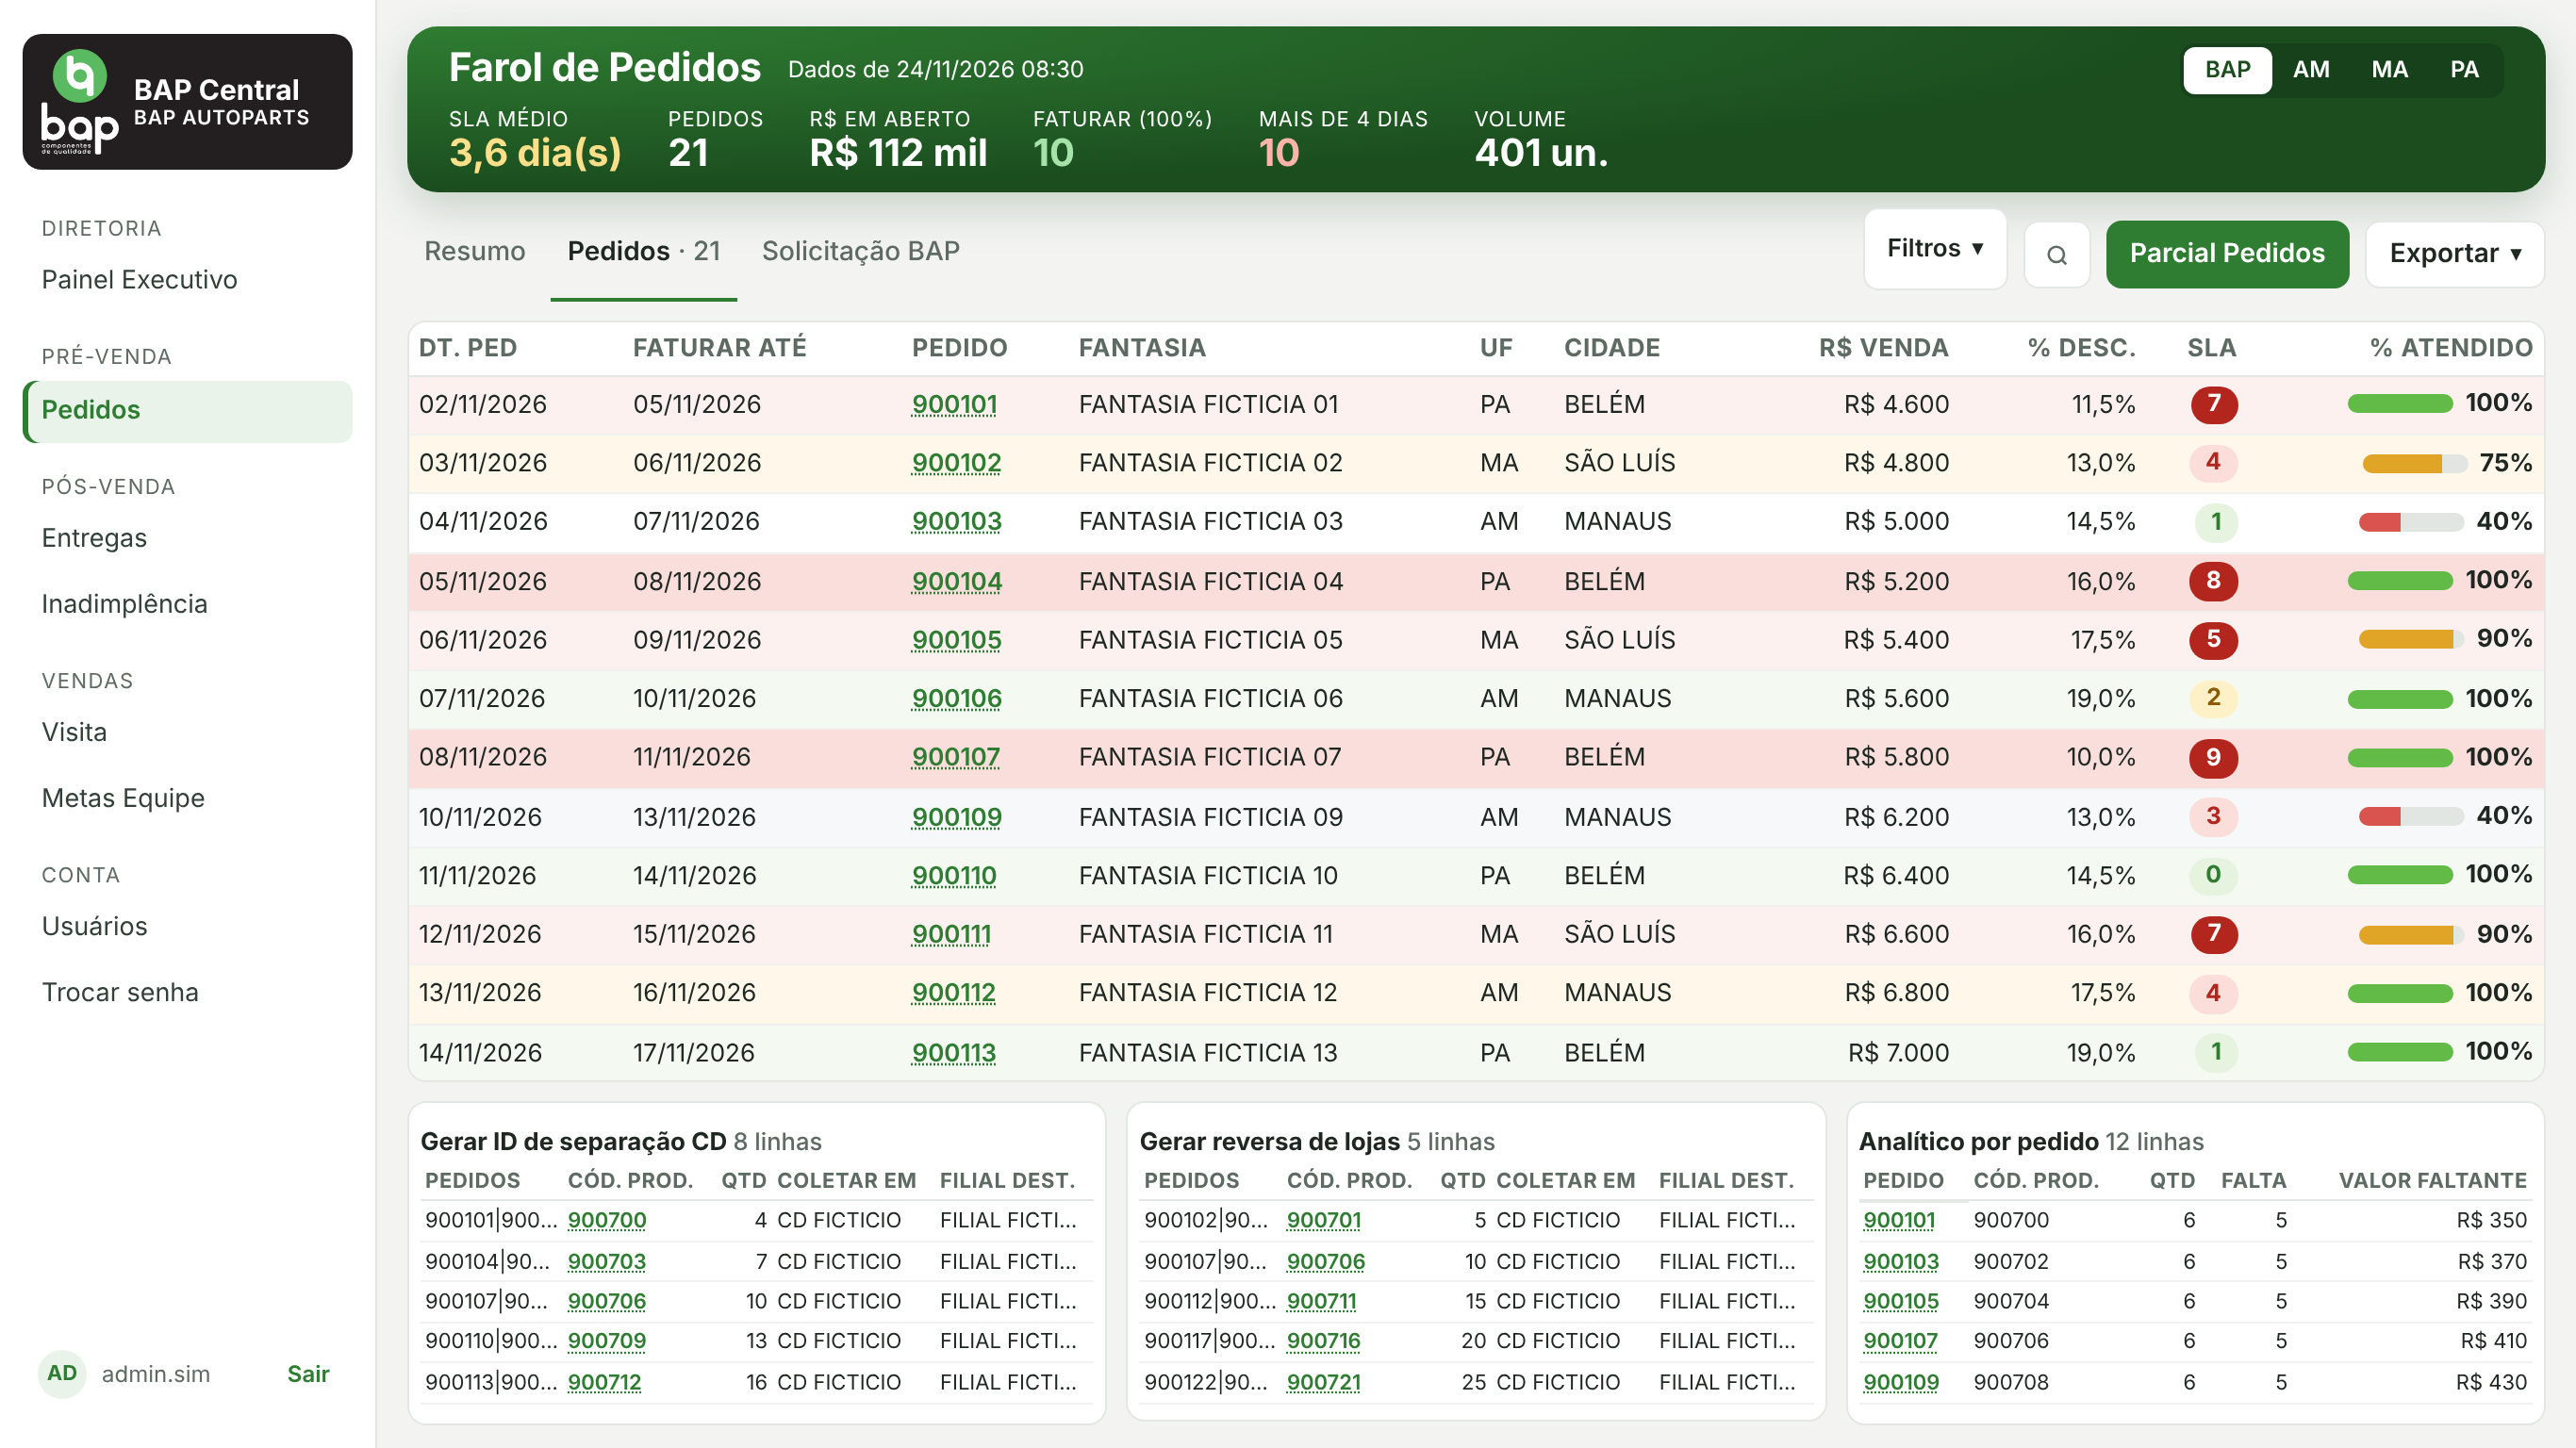 bap
componentes
de qualidade
BAP Central
BAP AUTOPARTS
DIRETORIA
Painel Executivo
PRÉ-VENDA
Pedidos
PÓS-VENDA
Entregas
Inadimplência
VENDAS
Visita
Metas Equipe
CONTA
Usuários
Trocar senha
AD admin.sim Sair
Farol de Pedidos Dados de 24/11/2026 08:30
BAP AM MA PA
SLA MÉDIO PEDIDOS R$ EM ABERTO FATURAR (100%) MAIS DE 4 DIAS VOLUME
3,6 dia(s) 21 R$ 112 mil 10 10 401 un.
Resumo Pedidos · 21 Solicitação BAP Filtros ▾ Parcial Pedidos Exportar ▾
DT. PED FATURAR ATÉ PEDIDO FANTASIA UF CIDADE R$ VENDA % DESC. SLA % ATENDIDO
02/11/2026 05/11/2026 900101 FANTASIA FICTICIA 01 PA BELÉM R$ 4.600 11,5% 7 100%
03/11/2026 06/11/2026 900102 FANTASIA FICTICIA 02 MA SÃO LUÍS R$ 4.800 13,0% 4 75%
04/11/2026 07/11/2026 900103 FANTASIA FICTICIA 03 AM MANAUS R$ 5.000 14,5% 1 40%
05/11/2026 08/11/2026 900104 FANTASIA FICTICIA 04 PA BELÉM R$ 5.200 16,0% 8 100%
06/11/2026 09/11/2026 900105 FANTASIA FICTICIA 05 MA SÃO LUÍS R$ 5.400 17,5% 5 90%
07/11/2026 10/11/2026 900106 FANTASIA FICTICIA 06 AM MANAUS R$ 5.600 19,0% 2 100%
08/11/2026 11/11/2026 900107 FANTASIA FICTICIA 07 PA BELÉM R$ 5.800 10,0% 9 100%
10/11/2026 13/11/2026 900109 FANTASIA FICTICIA 09 AM MANAUS R$ 6.200 13,0% 3 40%
11/11/2026 14/11/2026 900110 FANTASIA FICTICIA 10 PA BELÉM R$ 6.400 14,5% 0 100%
12/11/2026 15/11/2026 900111 FANTASIA FICTICIA 11 MA SÃO LUÍS R$ 6.600 16,0% 7 90%
13/11/2026 16/11/2026 900112 FANTASIA FICTICIA 12 AM MANAUS R$ 6.800 17,5% 4 100%
14/11/2026 17/11/2026 900113 FANTASIA FICTICIA 13 PA BELÉM R$ 7.000 19,0% 1 100%
Gerar ID de separação CD 8 linhas
PEDIDOS CÓD. PROD. QTD COLETAR EM FILIAL DEST.
900101|900... 900700 4 CD FICTICIO FILIAL FICTI...
900104|90... 900703 7 CD FICTICIO FILIAL FICTI...
900107|90... 900706 10 CD FICTICIO FILIAL FICTI...
900110|900... 900709 13 CD FICTICIO FILIAL FICTI...
900113|900... 900712 16 CD FICTICIO FILIAL FICTI...
Gerar reversa de lojas 5 linhas
PEDIDOS CÓD. PROD. QTD COLETAR EM FILIAL DEST.
900102|90... 900701 5 CD FICTICIO FILIAL FICTI...
900107|90... 900706 10 CD FICTICIO FILIAL FICTI...
900112|900... 900711 15 CD FICTICIO FILIAL FICTI...
900117|900... 900716 20 CD FICTICIO FILIAL FICTI...
900122|90... 900721 25 CD FICTICIO FILIAL FICTI...
Analítico por pedido 12 linhas
PEDIDO CÓD. PROD. QTD FALTA VALOR FALTANTE
900101 900700 6 5 R$ 350
900103 900702 6 5 R$ 370
900105 900704 6 5 R$ 390
900107 900706 6 5 R$ 410
900109 900708 6 5 R$ 430